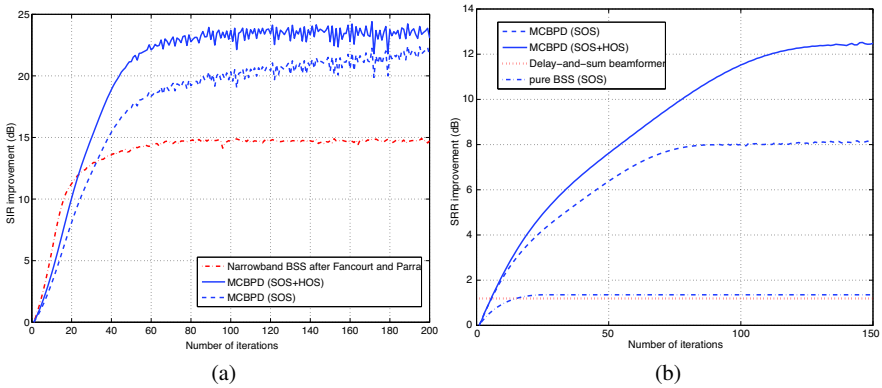 25
20
15
10
5
0
0
20
40
60
80
100
120
140
160
180
200
SIR improvement (dB)
Number of iterations
Narrowband BSS after Fancourt and Parra
MCBPD (SOS+HOS)
MCBPD (SOS)
(a)
14
12
10
8
6
4
2
0
0
50
100
150
SRR improvement (dB)
Number of iterations
MCBPD (SOS)
MCBPD (SOS+HOS)
Delay-and-sum beamformer
pure BSS (SOS)
(b)